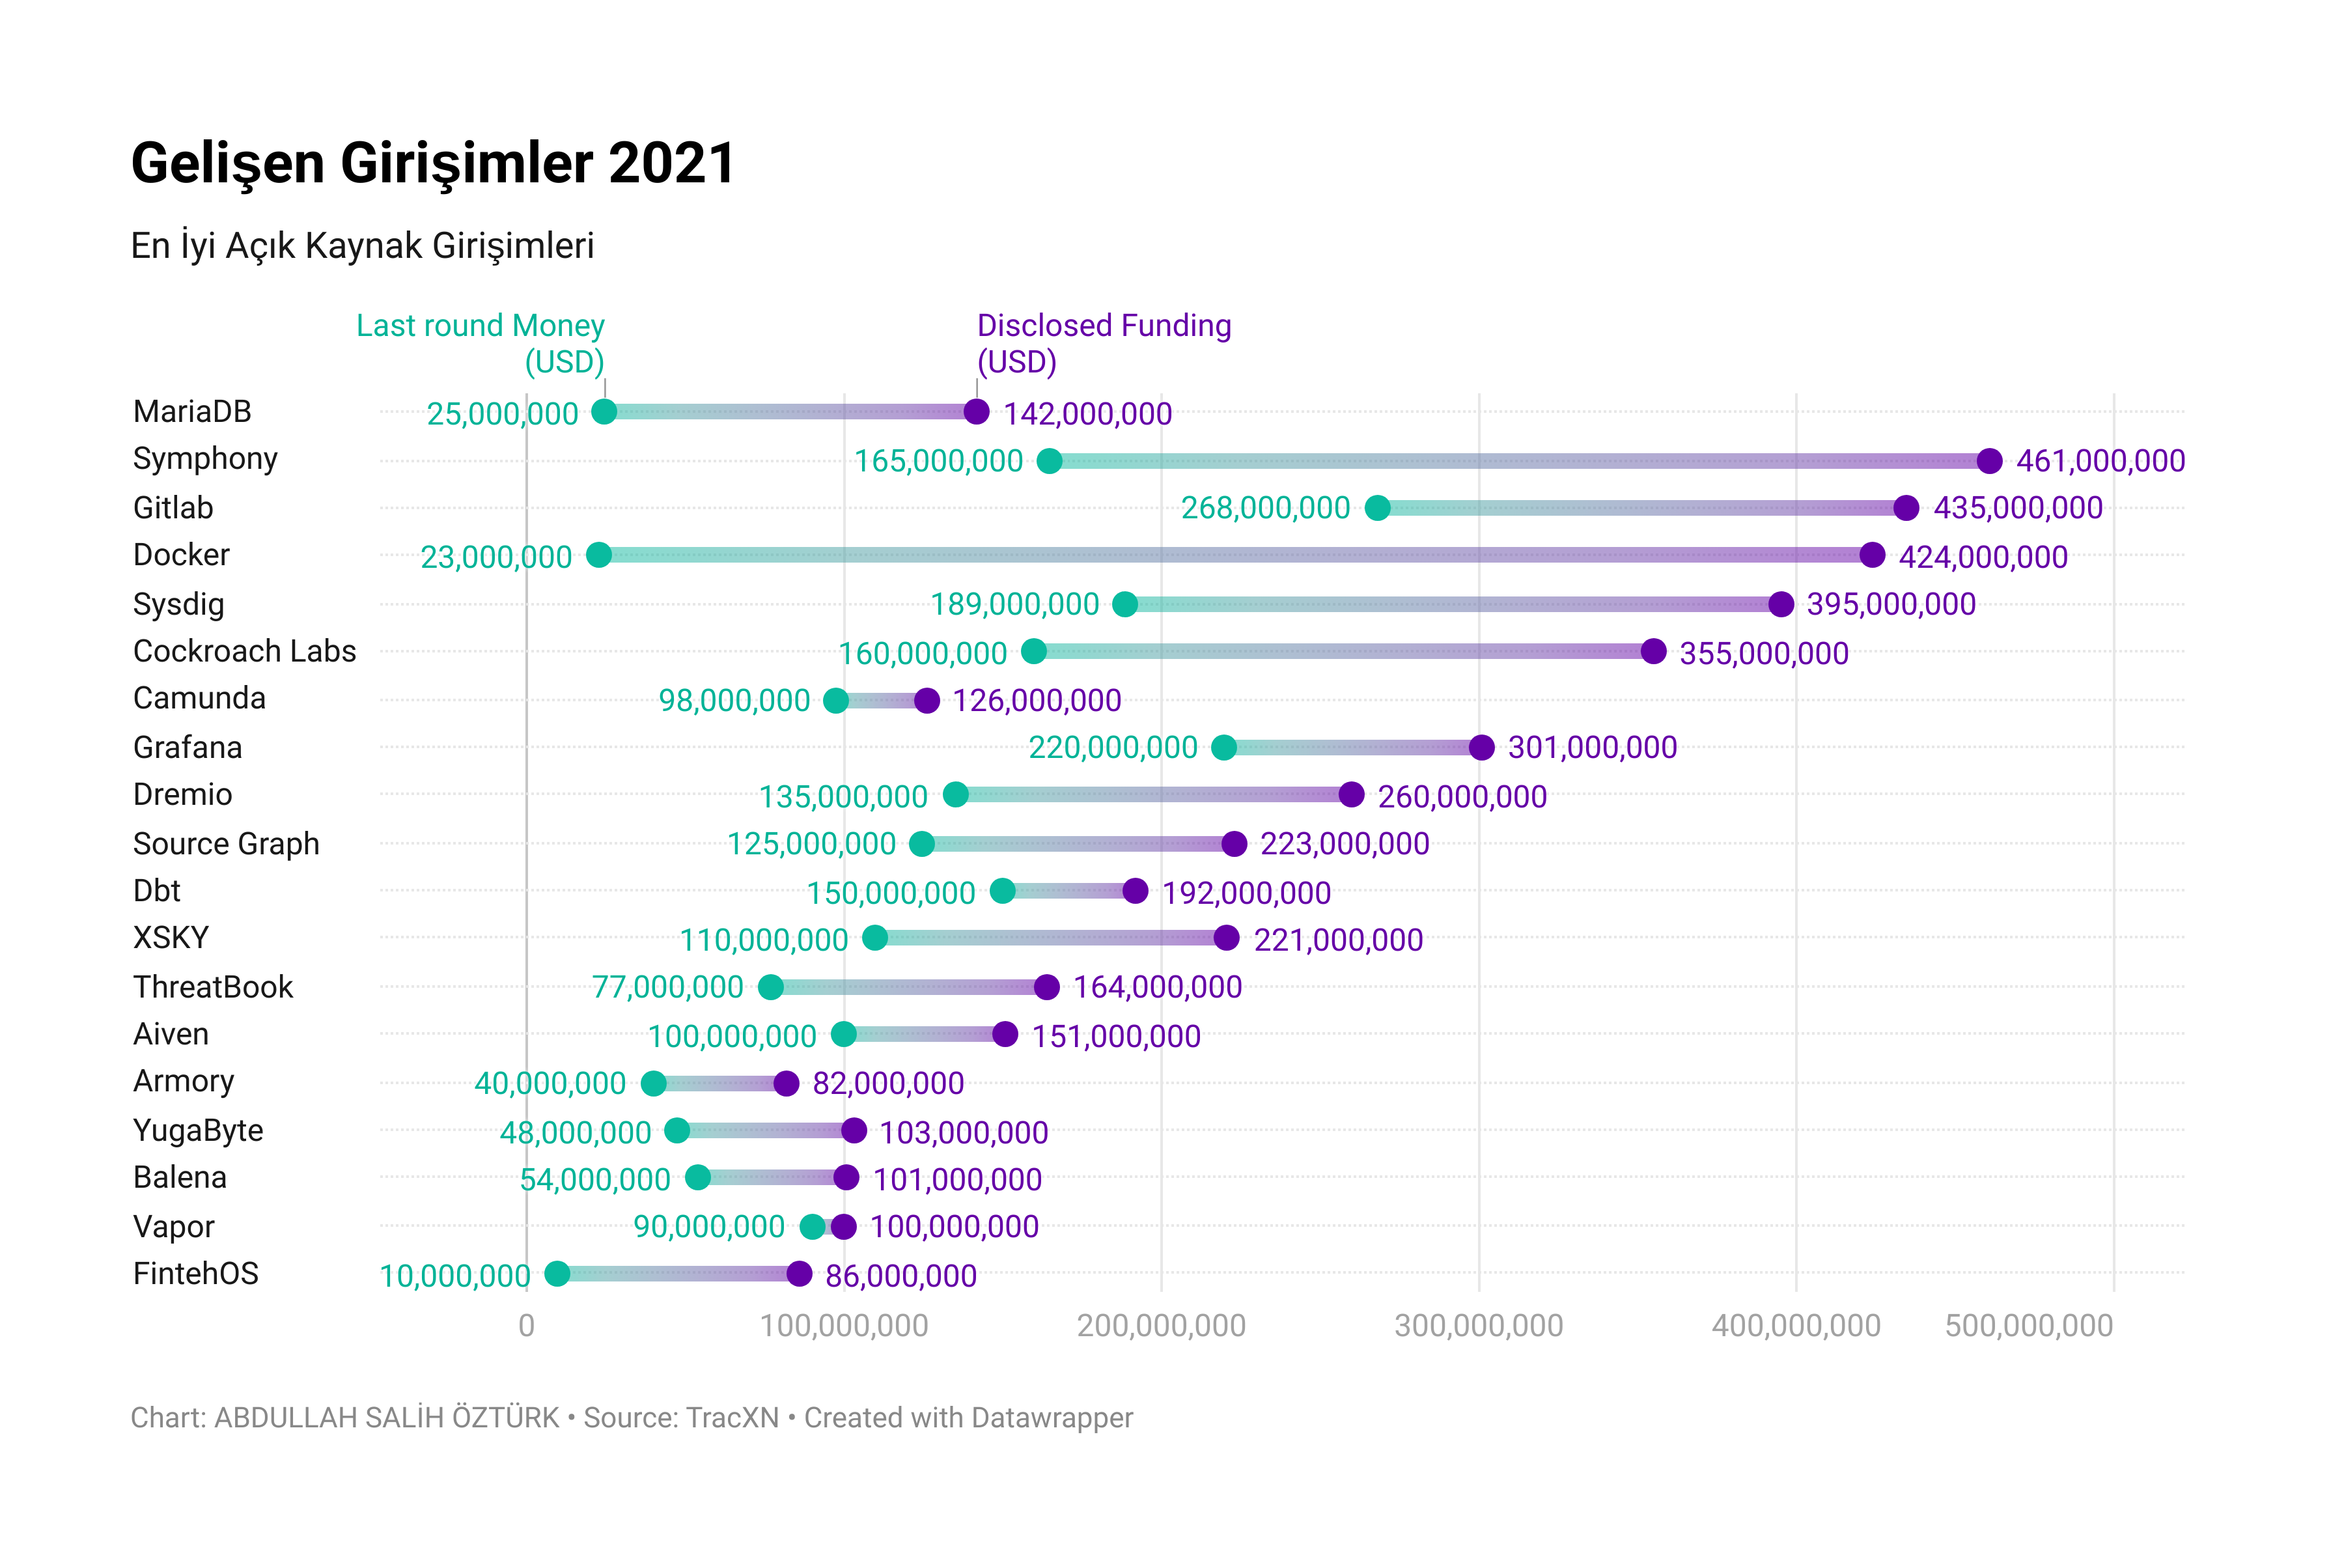 Gelişen Girişimler 2021
En İyi Açık Kaynak Girişimleri
Last round Money
(USD)
Disclosed Funding
(USD)
MariaDB 25,000,000 142,000,000
Symphony 165,000,000 461,000,000
Gitlab 268,000,000 435,000,000
Docker 23,000,000 424,000,000
Sysdig 189,000,000 395,000,000
Cockroach Labs 160,000,000 355,000,000
Camunda 98,000,000 126,000,000
Grafana 220,000,000 301,000,000
Dremio 135,000,000 260,000,000
Source Graph 125,000,000 223,000,000
Dbt 150,000,000 192,000,000
XSKY 110,000,000 221,000,000
ThreatBook 77,000,000 164,000,000
Aiven 100,000,000 151,000,000
Armory 40,000,000 82,000,000
YugaByte 48,000,000 103,000,000
Balena 54,000,000 101,000,000
Vapor 90,000,000 100,000,000
FintehOS 10,000,000 86,000,000
0 100,000,000 200,000,000 300,000,000 400,000,000 500,000,000
Chart: ABDULLAH SALİH ÖZTÜRK • Source: TracXN • Created with Datawrapper